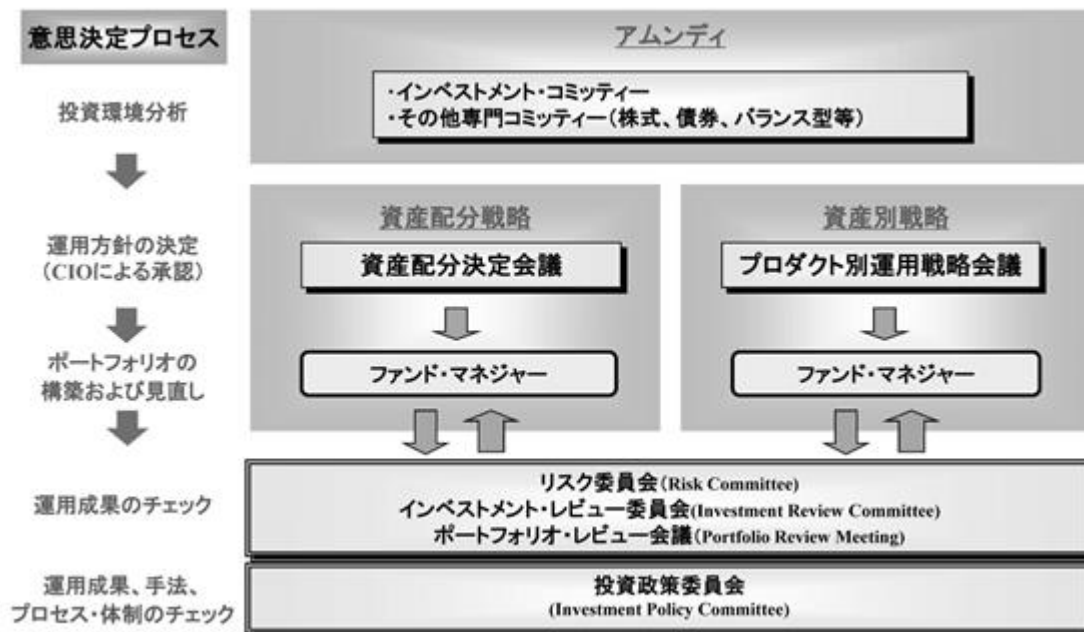 意思決定プロセス
アムンディ
投資環境分析
・インベストメント・コミッティー
・その他専門コミッティー(株式、債券、バランス型等)
資産配分戦略
資産別戦略
運用方針の決定
(CIOによる承認)
資産配分決定会議
プロダクト別運用戦略会議
ポートフォリオの
構築および見直し
ファンド・マネジャー
ファンド・マネジャー
運用成果のチェック
リスク委員会(Risk Committee)
インベストメント・レビュー委員会(Investment Review Committee)
ポートフォリオ・レビュー会議(Portfolio Review Meeting)
運用成果、手法、
プロセス・体制のチェック
投資政策委員会
(Investment Policy Committee)